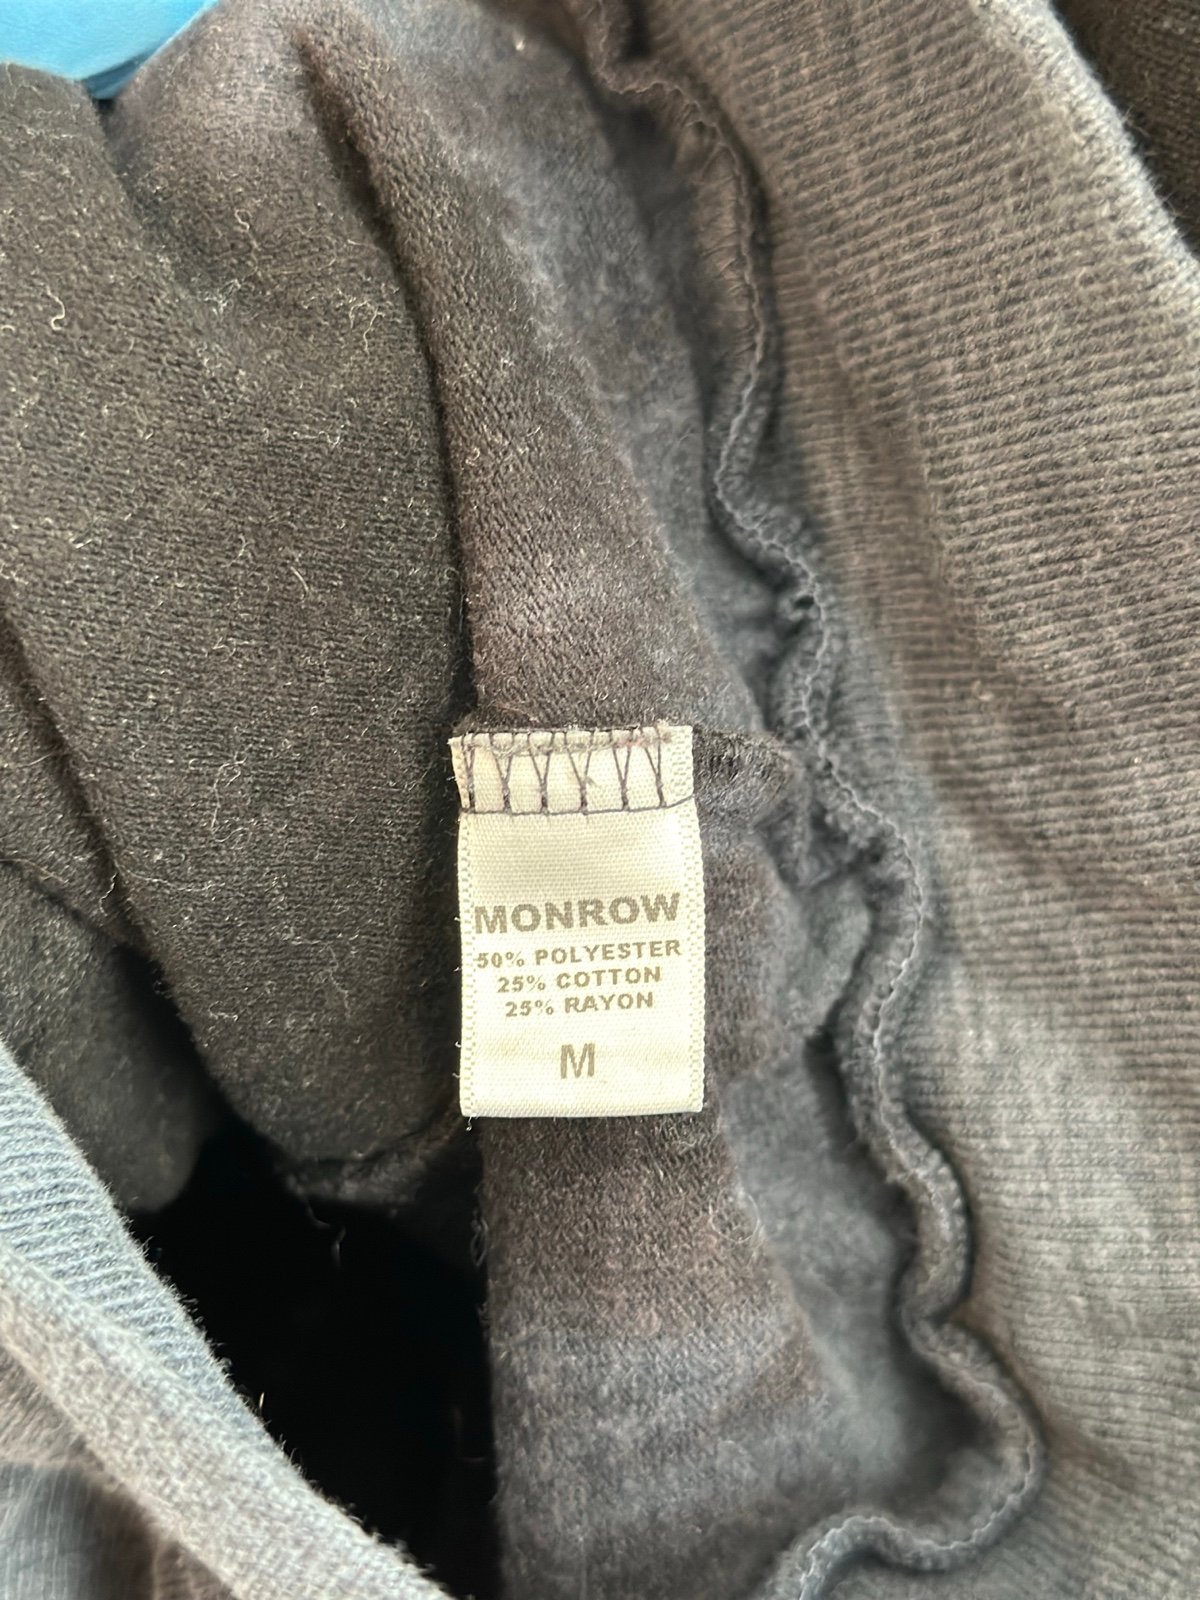 MONROW
50% POLYESTER
25% COTTON
25% RAYON
M